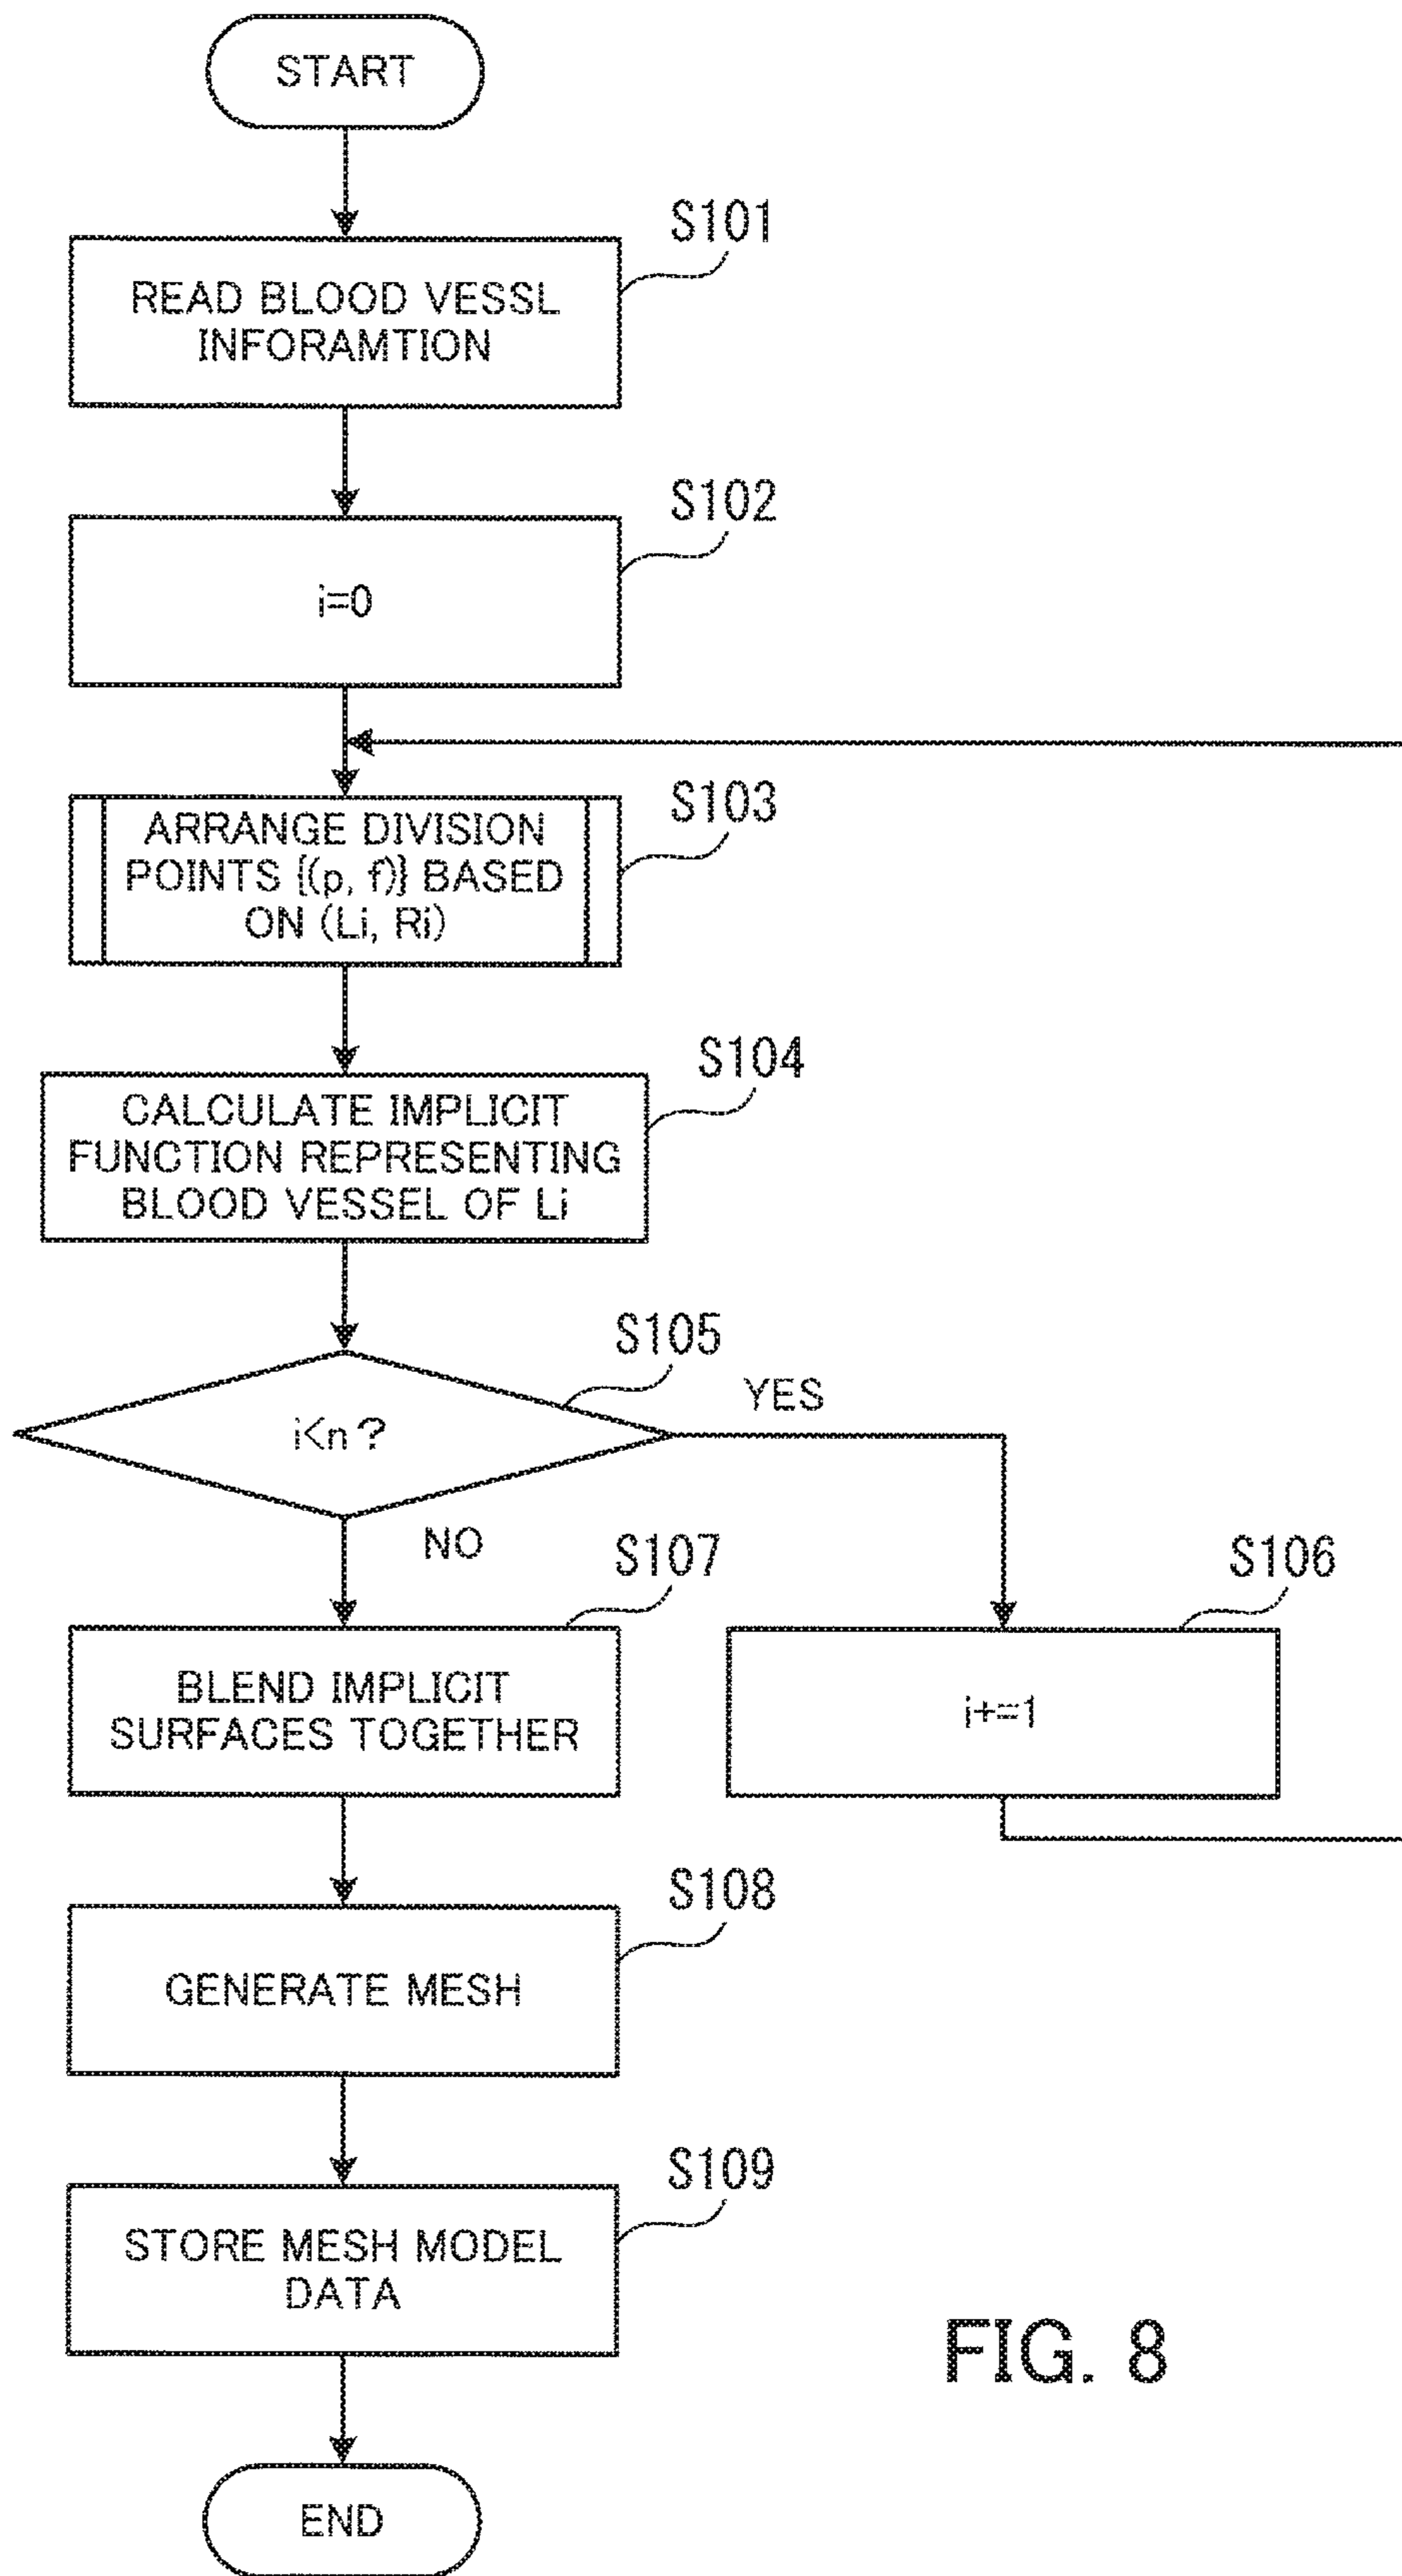 START
S101
READ BLOOD VESSL
INFORAMTION
S102
i=0
S103
ARRANGE DIVISION
POINTS {(p, f)} BASED
ON (Li, Ri)
S104
CALCULATE IMPLICIT
FUNCTION REPRESENTING
BLOOD VESSEL OF Li
S105
i<n?
YES
NO
S107
BLEND IMPLICIT
SURFACES TOGETHER
S106
i+=1
S108
GENERATE MESH
S109
STORE MESH MODEL
DATA
END
FIG. 8